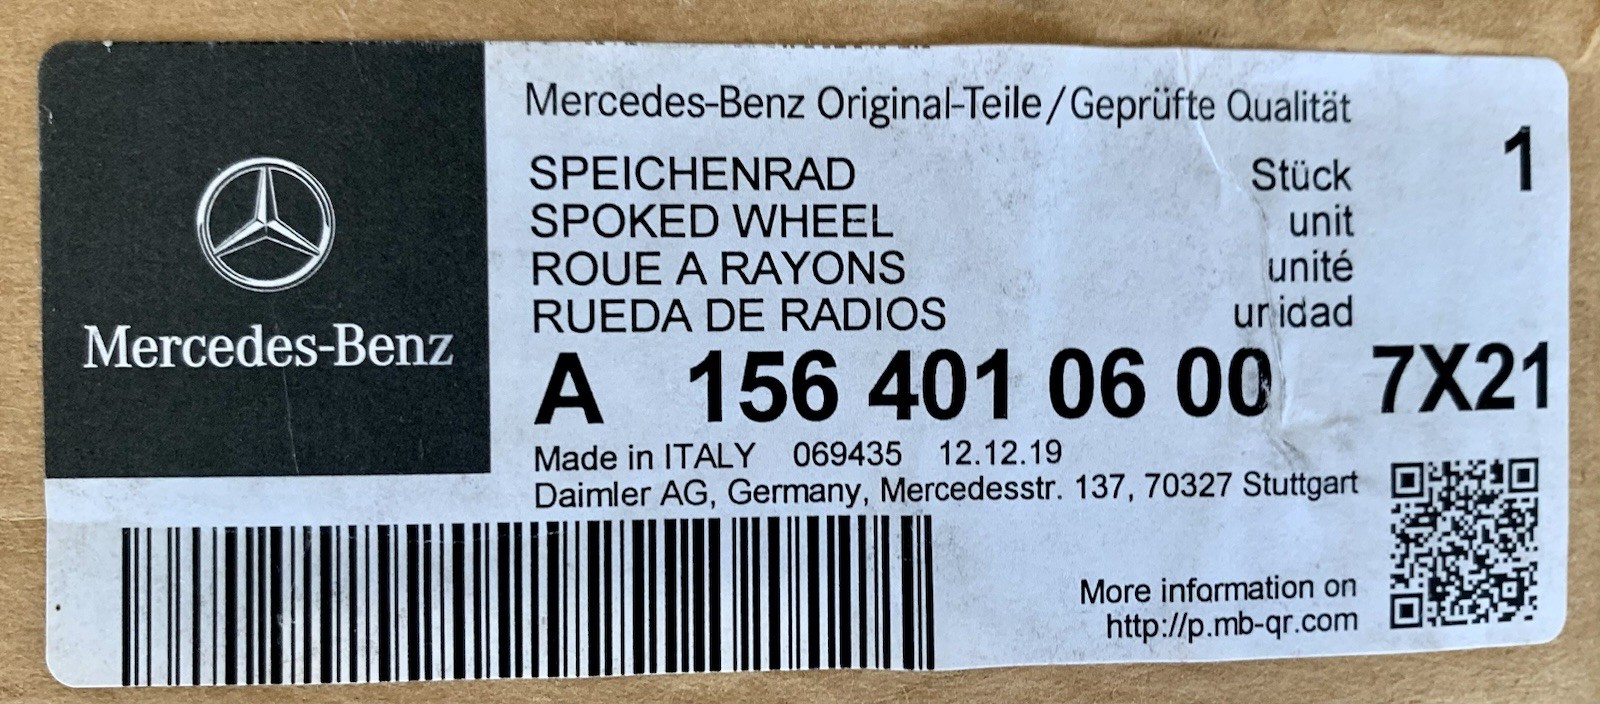 Mercedes-Benz
Mercedes-Benz Original-Teile/Geprüfte Qualität
SPEICHENRAD Stück 1
SPOKED WHEEL unit
ROUE A RAYONS unité
RUEDA DE RADIOS unidad
A 156 401 06 00 7X21
Made in ITALY 069435 12.12.19
Daimler AG, Germany, Mercedesstr. 137, 70327 Stuttgart
More information on
http://p.mb-qr.com